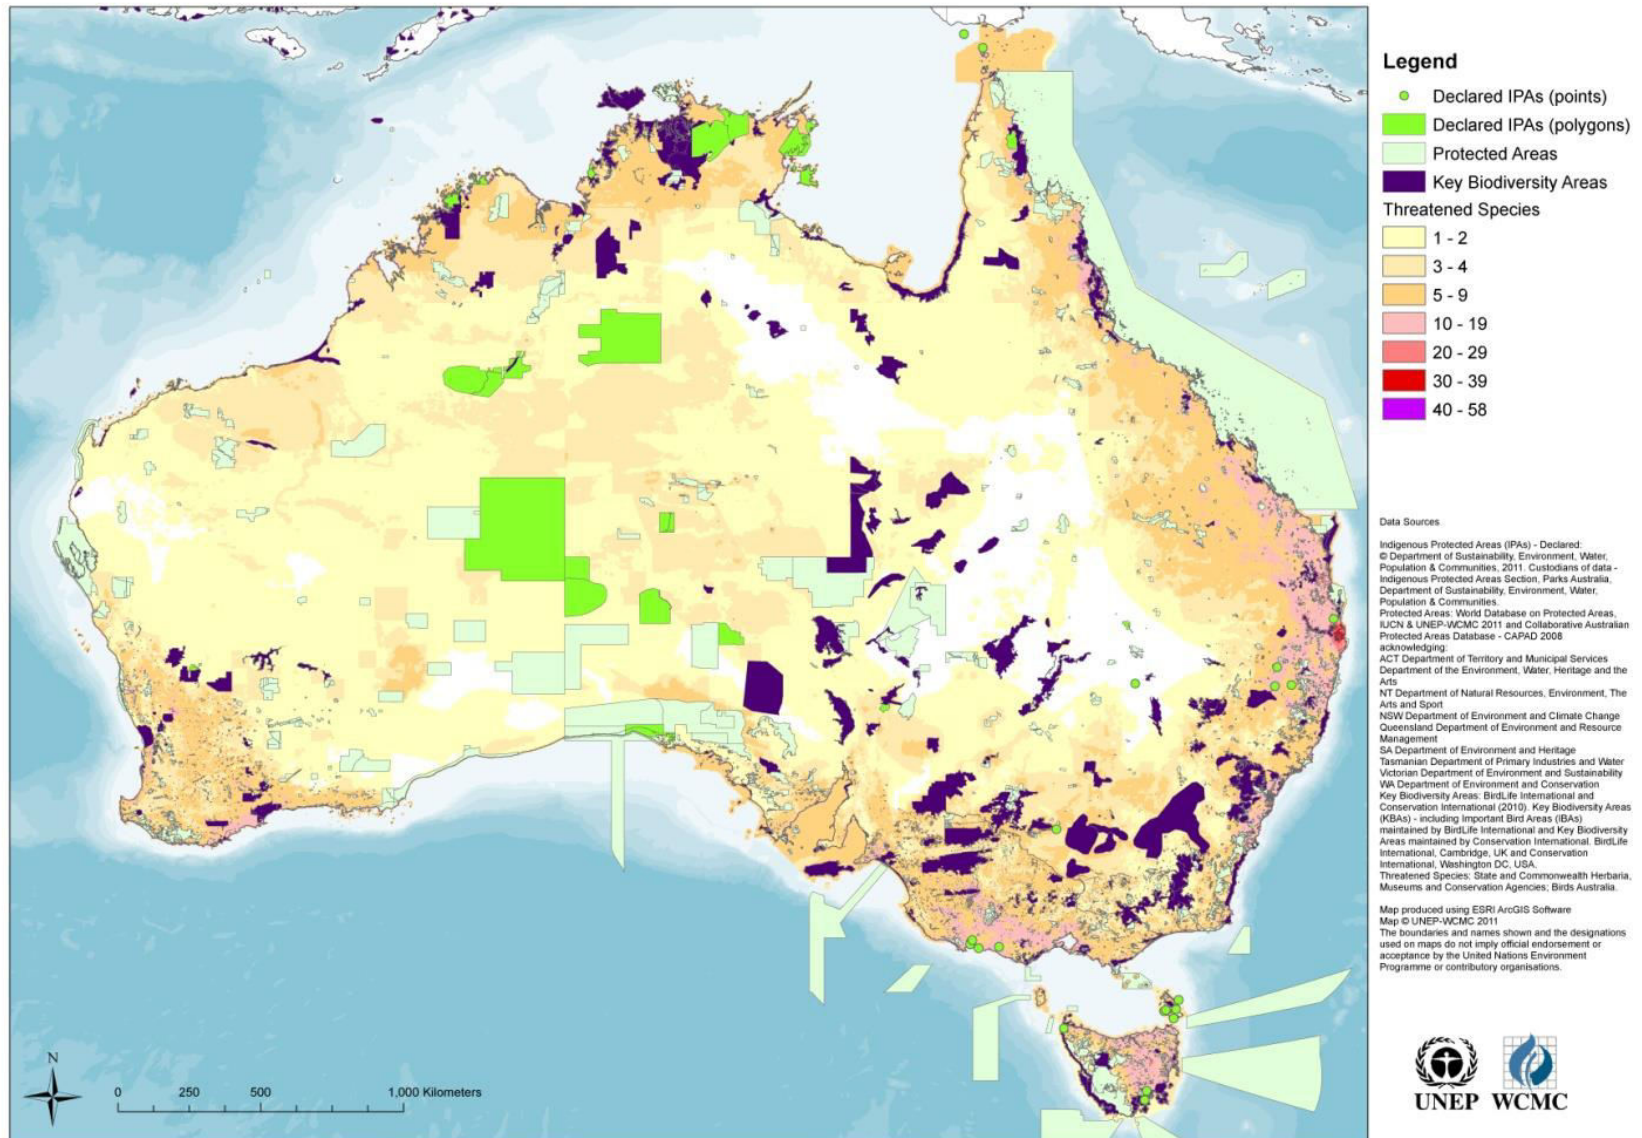 Legend
Declared IPAs (points)
Declared IPAs (polygons)
Protected Areas
Key Biodiversity Areas
Threatened Species
1 - 2
3 - 4
5 - 9
10 - 19
20 - 29
30 - 39
40 - 58
Data Sources
Indigenous Protected Areas (IPAs) - Declared:
© Department of Sustainability, Environment, Water,
Population & Communities, 2011. Custodians of data -
Indigenous Protected Areas Section, Parks Australia,
Department of Sustainability, Environment, Water,
Population & Communities.
Protected Areas: World Database on Protected Areas,
IUCN & UNEP-WCMC 2011 and Collaborative Australian
Protected Areas Database - CAPAD 2008
acknowledging:
ACT Department of Territory and Municipal Services
Department of the Environment, Water, Heritage and the
Arts
NT Department of Natural Resources, Environment, The
Arts and Sport
NSW Department of Environment and Climate Change
Queensland Department of Environment and Resource
Management
SA Department of Environment and Heritage
Tasmanian Department of Primary Industries and Water
Victorian Department of Environment and Sustainability
WA Department of Environment and Conservation
Key Biodiversity Areas: BirdLife International and
Conservation International (2010). Key Biodiversity Areas
(KBAs) - including Important Bird Areas (IBAs)
maintained by BirdLife International and Key Biodiversity
Areas maintained by Conservation International. BirdLife
International, Cambridge, UK and Conservation
International, Washington DC, USA.
Threatened Species: State and Commonwealth Herbaria,
Museums and Conservation Agencies; Birds Australia.
Map produced using ESRI ArcGIS Software
Map © UNEP-WCMC 2011
The boundaries and names shown and the designations
used on maps do not imply official endorsement or
acceptance by the United Nations Environment
Programme or contributory organisations.
N
0 250 500 1,000 Kilometers
UNEP WCMC